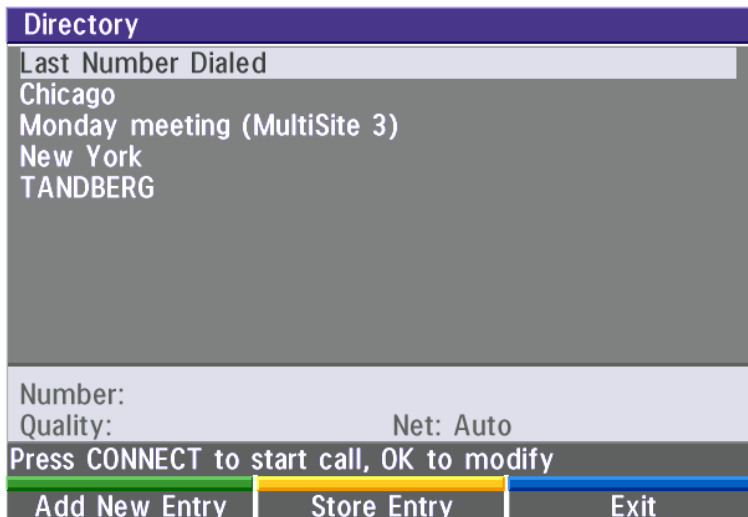 Directory
Last Number Dialed
Chicago
Monday meeting (MultiSite 3)
New York
TANDBERG
Number:
Quality: Net: Auto
Press CONNECT to start call, OK to modify
Add New Entry Store Entry Exit